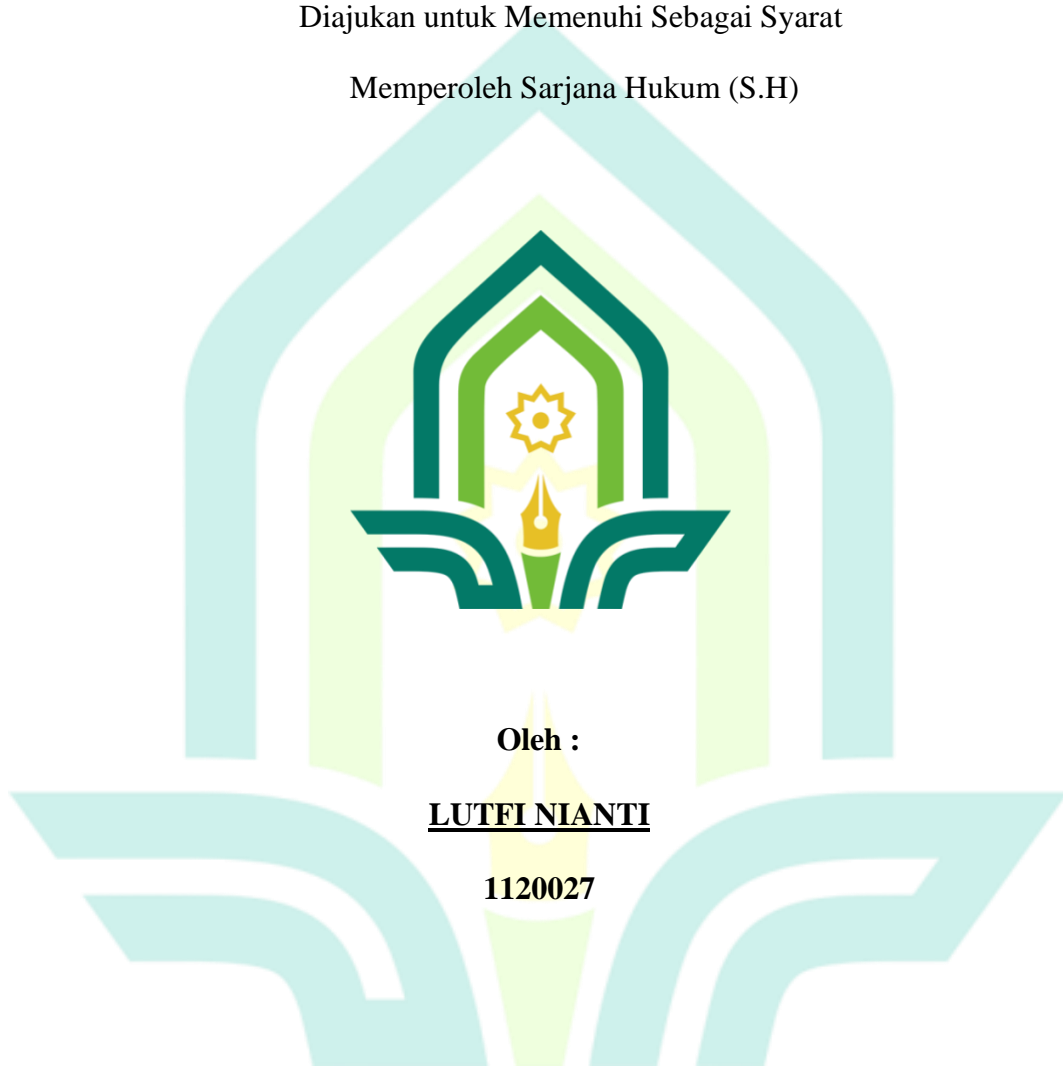 Diajukan untuk Memenuhi Sebagai Syarat
Memperoleh Sarjana Hukum (S.H)
Oleh :
LUTFI NIANTI
1120027